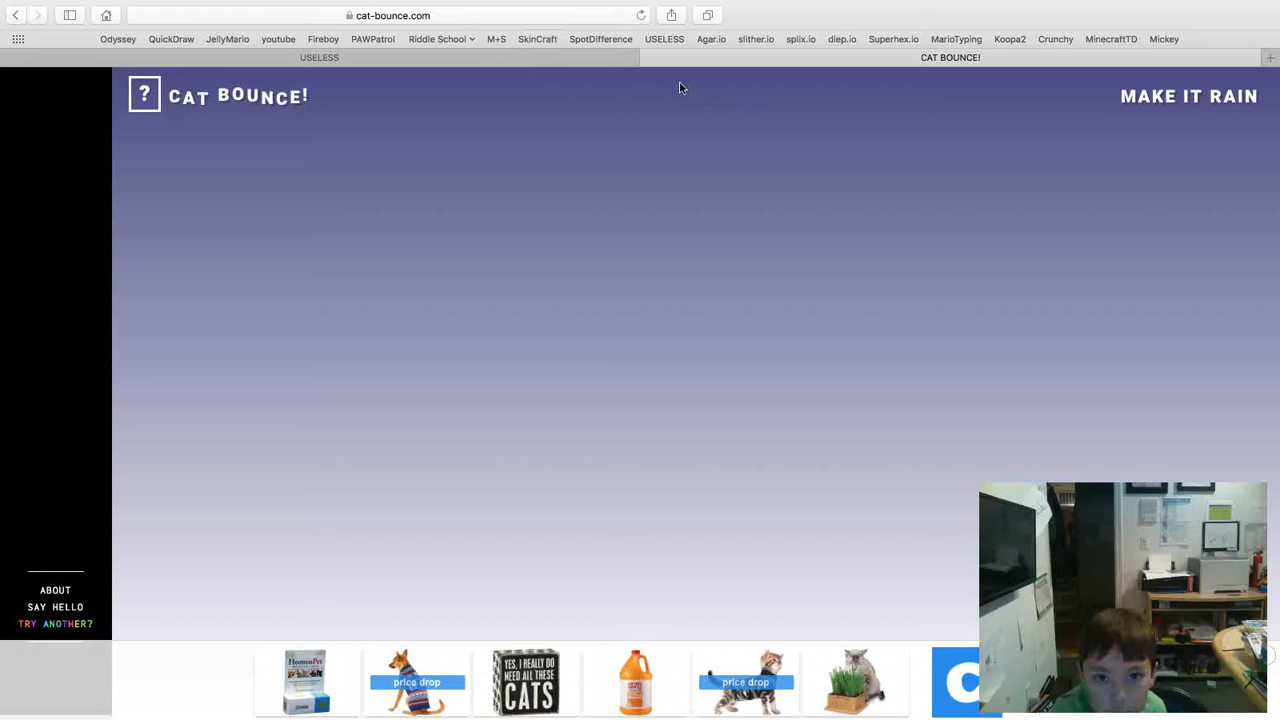 cat-bounce.com
Odyssey QuickDraw JellyMario youtube Fireboy PAWPatrol Riddle School M+S SkinCraft SpotDifference USELESS Agar.io slither.io splix.io diep.io Superhex.io MarioTyping Koopa2 Crunchy MinecraftTD Mickey
USELESS CAT BOUNCE!
? CAT BOUNCE! MAKE IT RAIN
ABOUT
SAY HELLO
TRY ANOTHER?
HomeoPet
price drop
YES, I REALLY DO
NEED ALL THESE
CATS
price drop
C